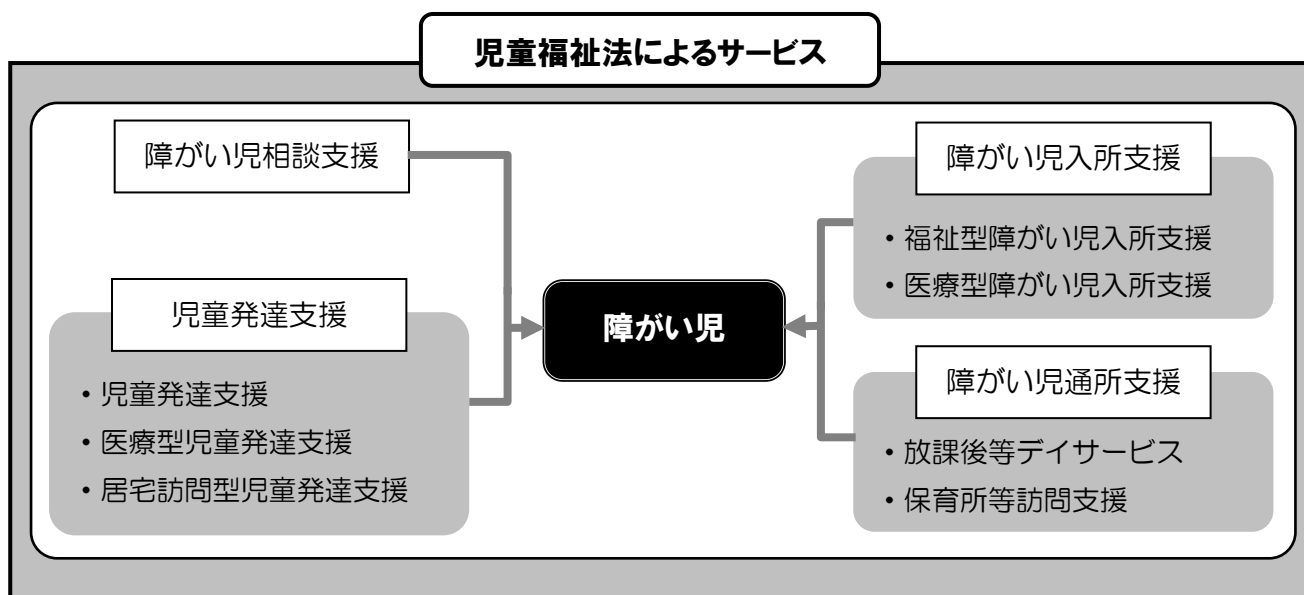 児童福祉法によるサービス
障がい児相談支援
児童発達支援
・児童発達支援
・医療型児童発達支援
・居宅訪問型児童発達支援
障がい児
障がい児入所支援
・福祉型障がい児入所支援
・医療型障がい児入所支援
障がい児通所支援
・放課後等デイサービス
・保育所等訪問支援